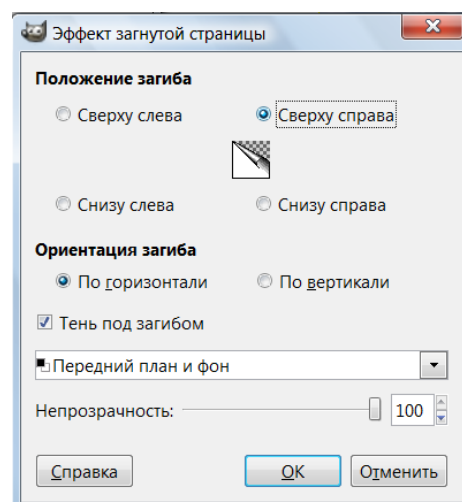 Эффект загнутой страницы
Положение загиба
Сверху слева Сверху справа
Снизу слева Снизу справа
Ориентация загиба
По горизонтали По вертикали
Тень под загибом
Передний план и фон
Непрозрачность: 100
Справка OK Отменить